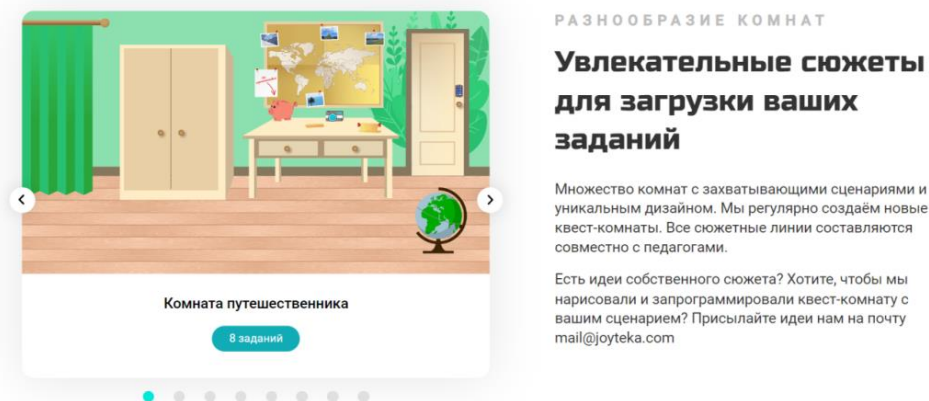 РАЗНООБРАЗИЕ КОМНАТ
Увлекательные сюжеты
для загрузки ваших
заданий
Множество комнат с захватывающими сценариями и
уникальным дизайном. Мы регулярно создаём новые
квест-комнаты. Все сюжетные линии составляются
совместно с педагогами.
Есть идеи собственного сюжета? Хотите, чтобы мы
нарисовали и запрограммировали квест-комнату с
вашим сценарием? Присылайте идеи нам на почту
mail@joyteka.com
Комната путешественника
8 заданий